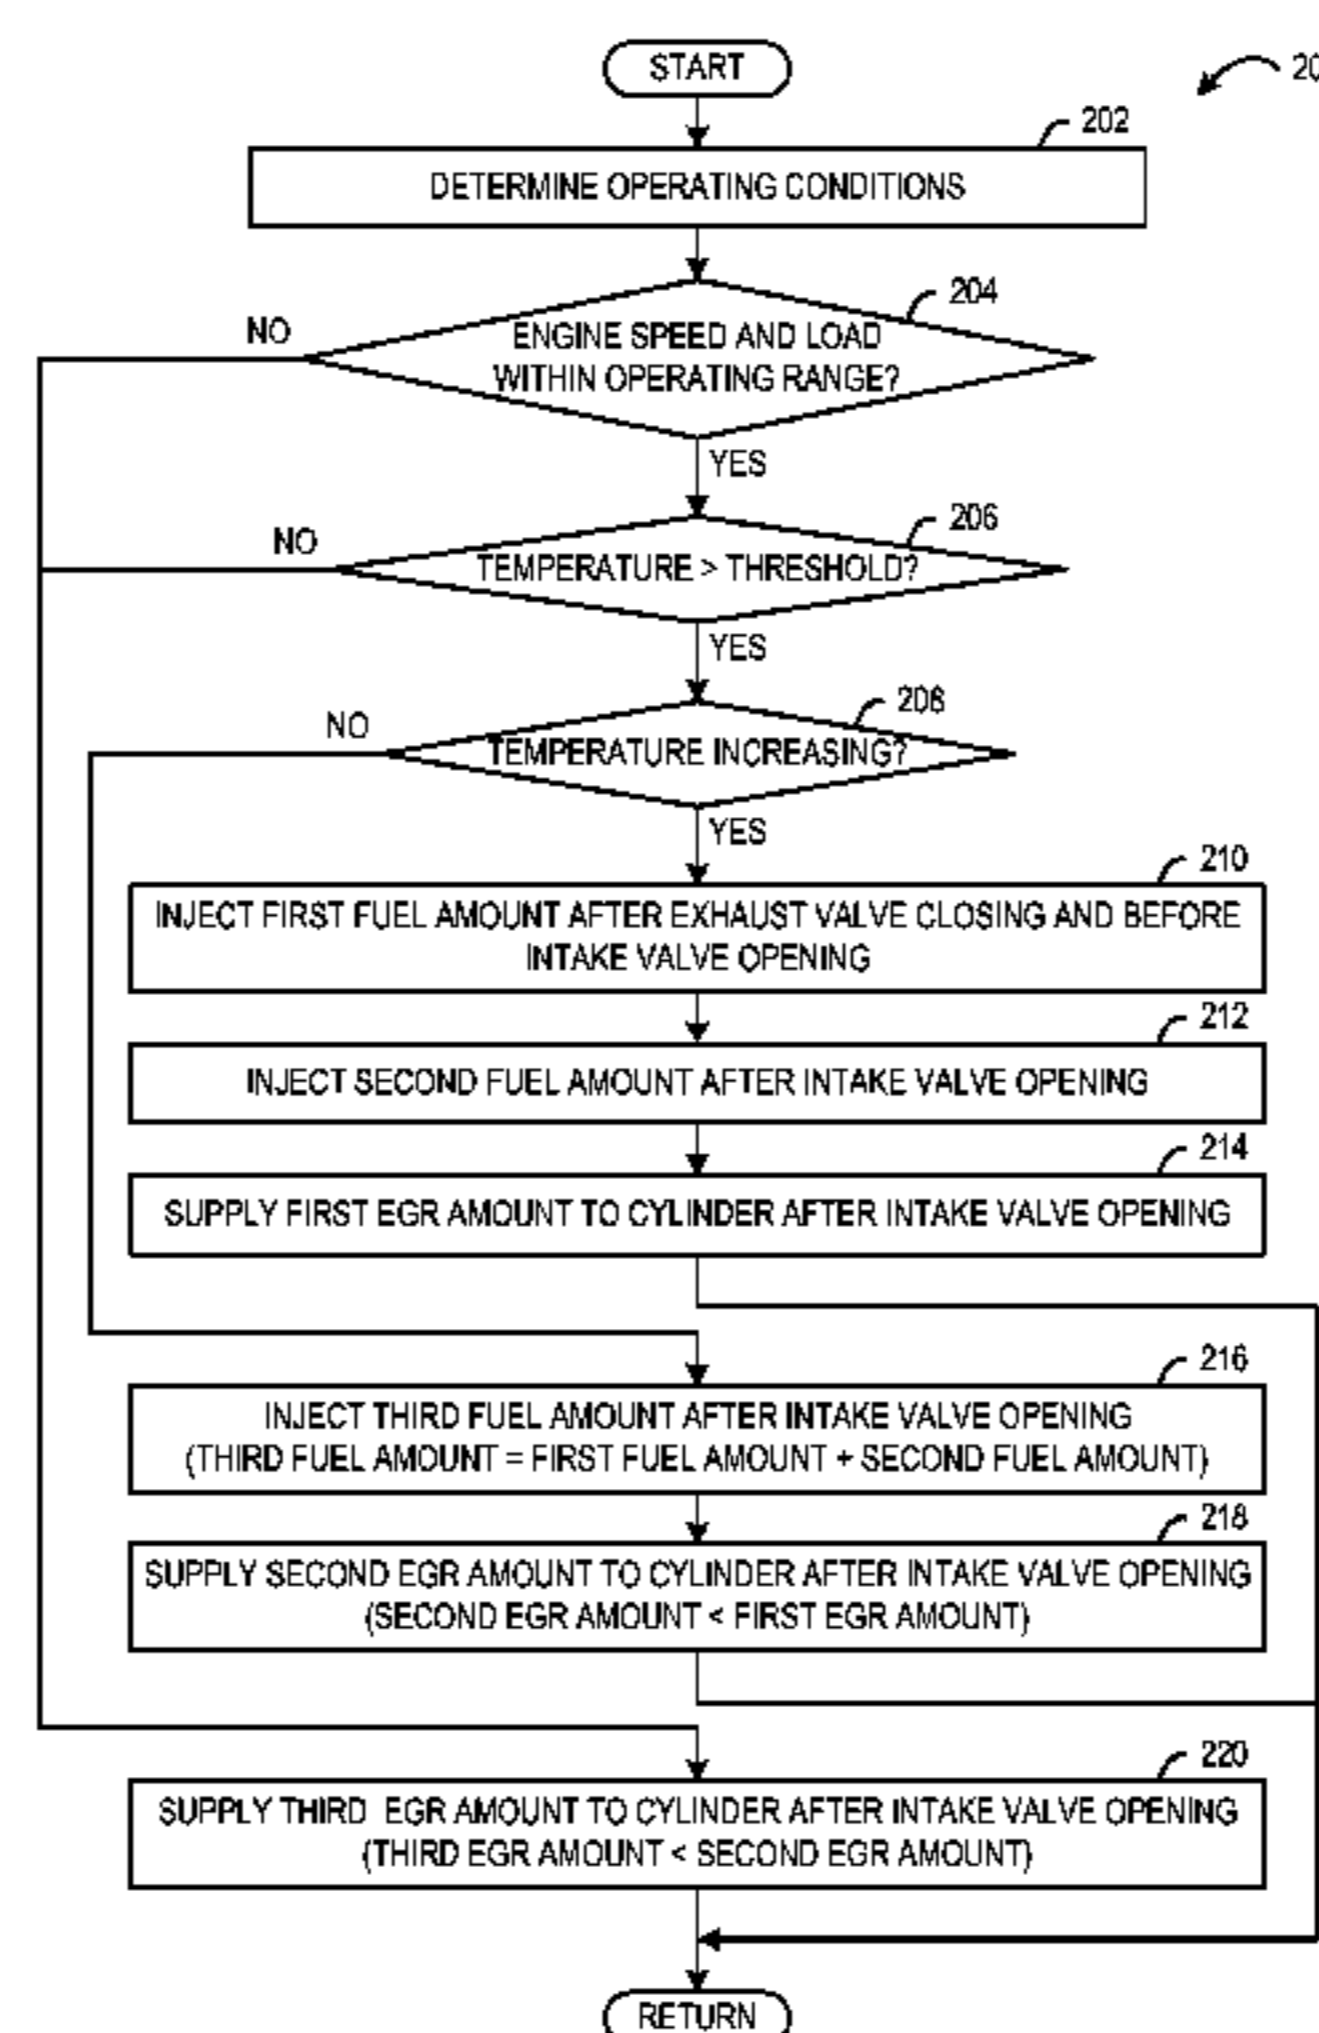 START
20
202
DETERMINE OPERATING CONDITIONS
204
NO
ENGINE SPEED AND LOAD
WITHIN OPERATING RANGE?
YES
206
NO
TEMPERATURE > THRESHOLD?
YES
208
NO
TEMPERATURE INCREASING?
YES
210
INJECT FIRST FUEL AMOUNT AFTER EXHAUST VALVE CLOSING AND BEFORE
INTAKE VALVE OPENING
212
INJECT SECOND FUEL AMOUNT AFTER INTAKE VALVE OPENING
214
SUPPLY FIRST EGR AMOUNT TO CYLINDER AFTER INTAKE VALVE OPENING
216
INJECT THIRD FUEL AMOUNT AFTER INTAKE VALVE OPENING
(THIRD FUEL AMOUNT = FIRST FUEL AMOUNT + SECOND FUEL AMOUNT)
218
SUPPLY SECOND EGR AMOUNT TO CYLINDER AFTER INTAKE VALVE OPENING
(SECOND EGR AMOUNT < FIRST EGR AMOUNT)
220
SUPPLY THIRD EGR AMOUNT TO CYLINDER AFTER INTAKE VALVE OPENING
(THIRD EGR AMOUNT < SECOND EGR AMOUNT)
RETURN